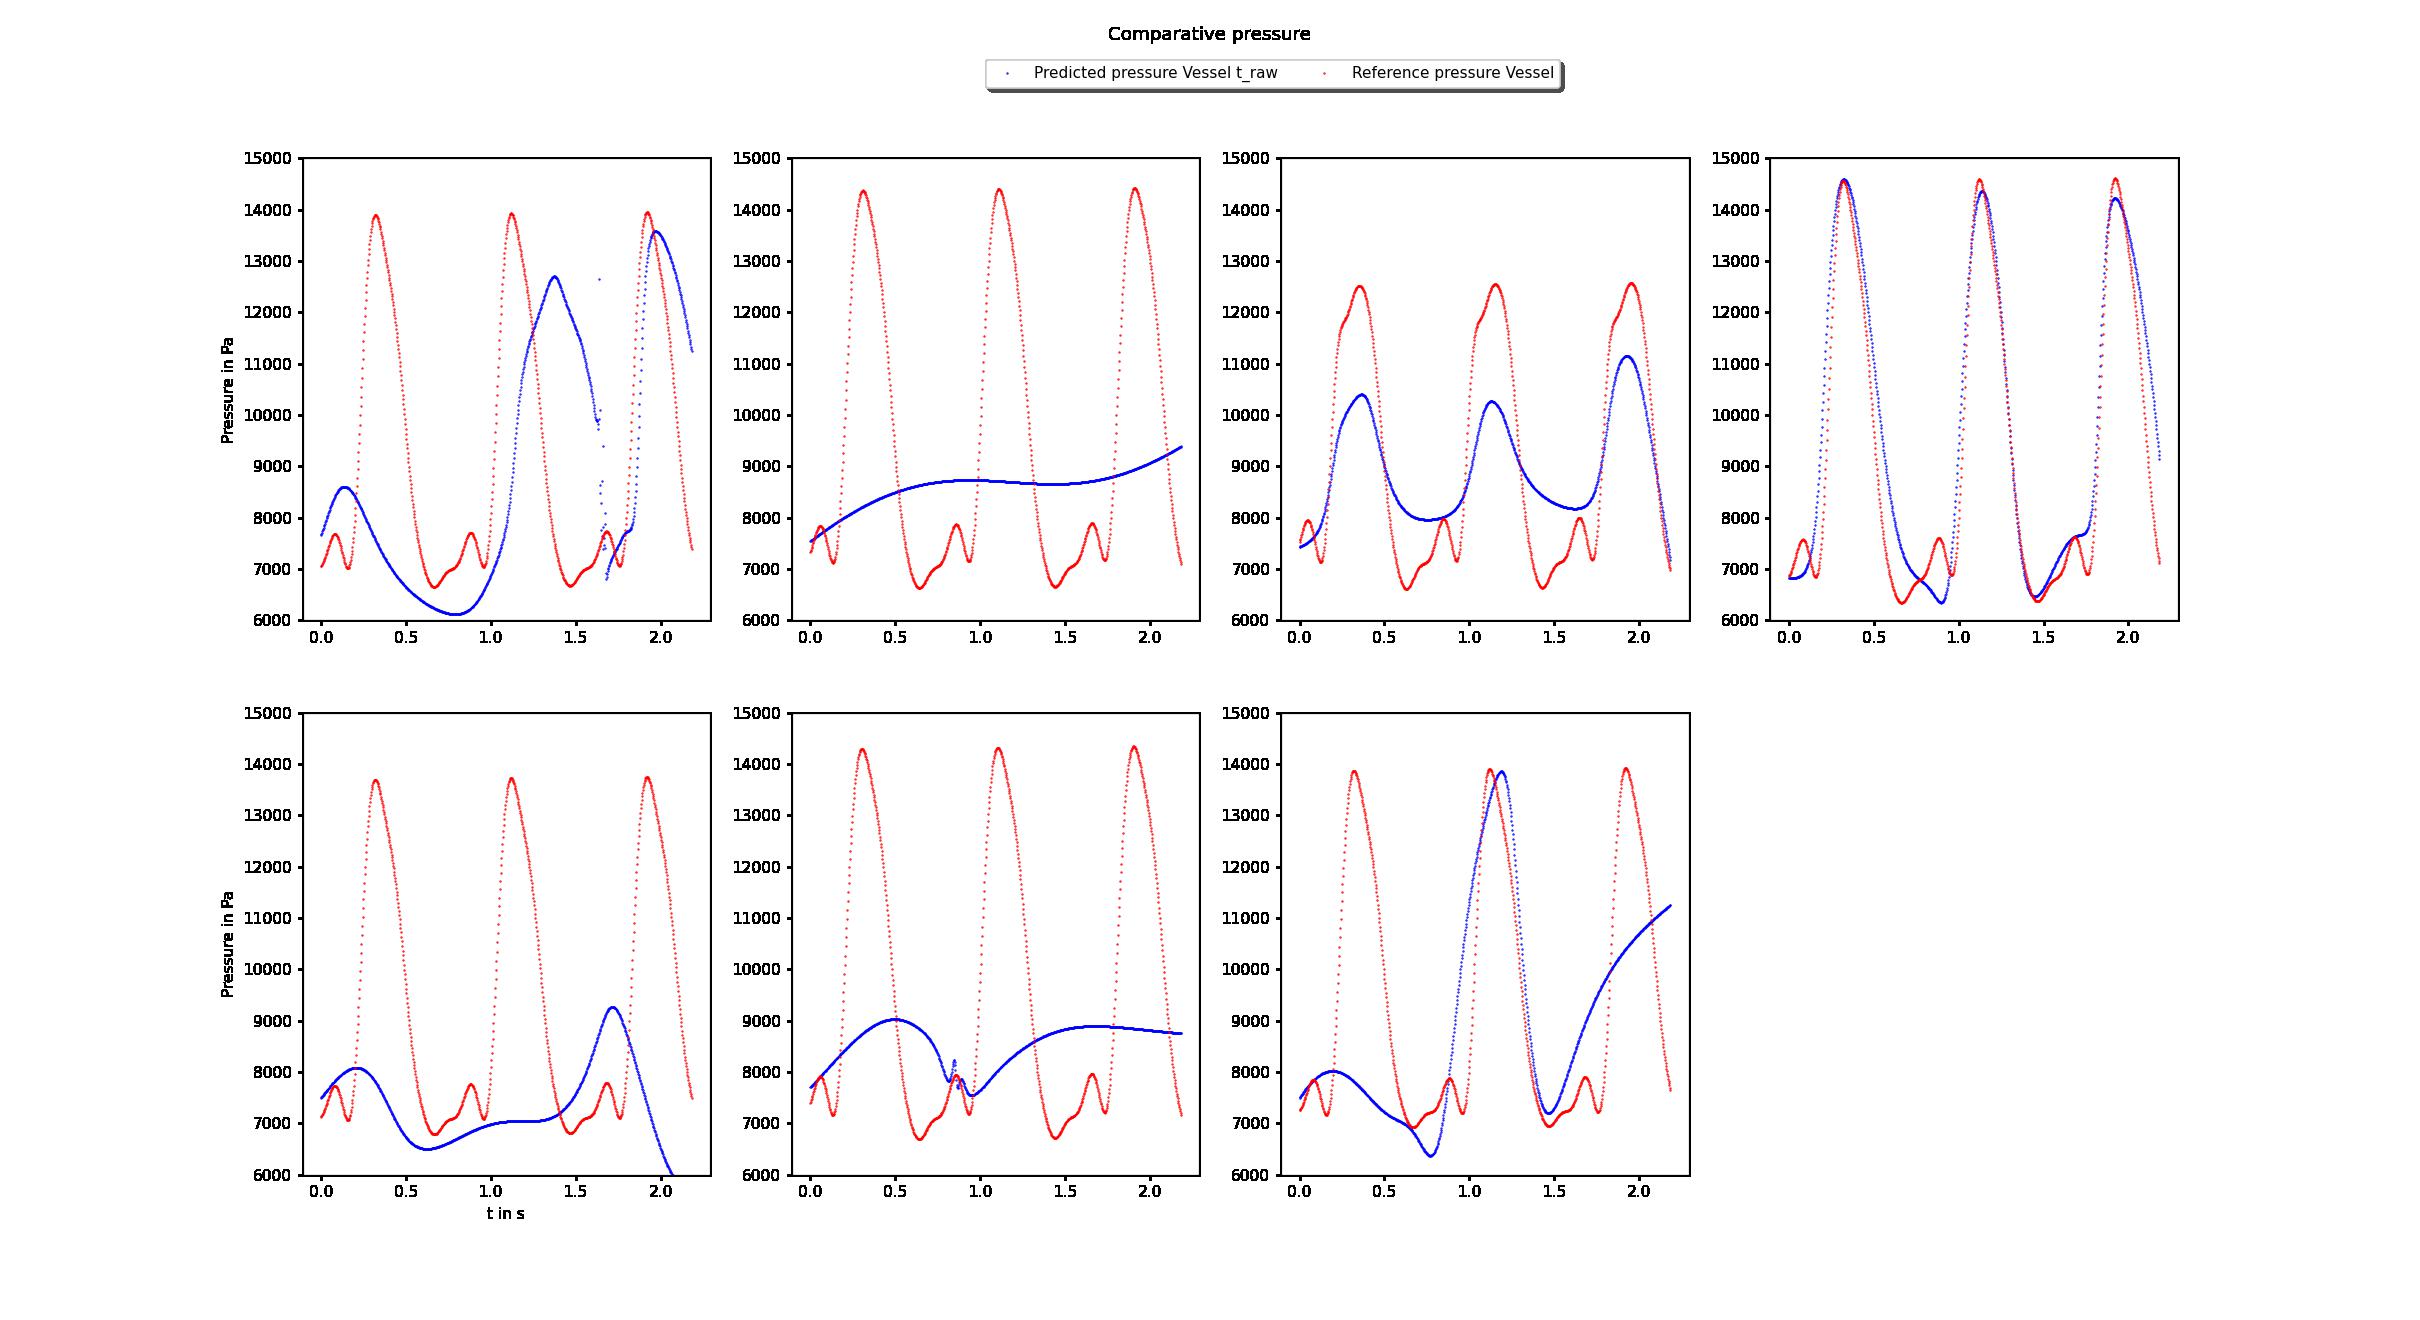 Comparative pressure
Predicted pressure Vessel t_raw Reference pressure Vessel
15000 15000 15000 15000
14000 14000 14000 14000
13000 13000 13000 13000
12000 12000 12000 12000
11000 11000 11000 11000
Pressure in Pa
10000 10000 10000 10000
9000 9000 9000 9000
8000 8000 8000 8000
7000 7000 7000 7000
6000 6000 6000 6000
0.0 0.5 1.0 1.5 2.0 0.0 0.5 1.0 1.5 2.0 0.0 0.5 1.0 1.5 2.0 0.0 0.5 1.0 1.5 2.0
15000 15000 15000
14000 14000 14000
13000 13000 13000
12000 12000 12000
11000 11000 11000
Pressure in Pa
10000 10000 10000
9000 9000 9000
8000 8000 8000
7000 7000 7000
6000 6000 6000
0.0 0.5 1.0 1.5 2.0 0.0 0.5 1.0 1.5 2.0 0.0 0.5 1.0 1.5 2.0
t in s